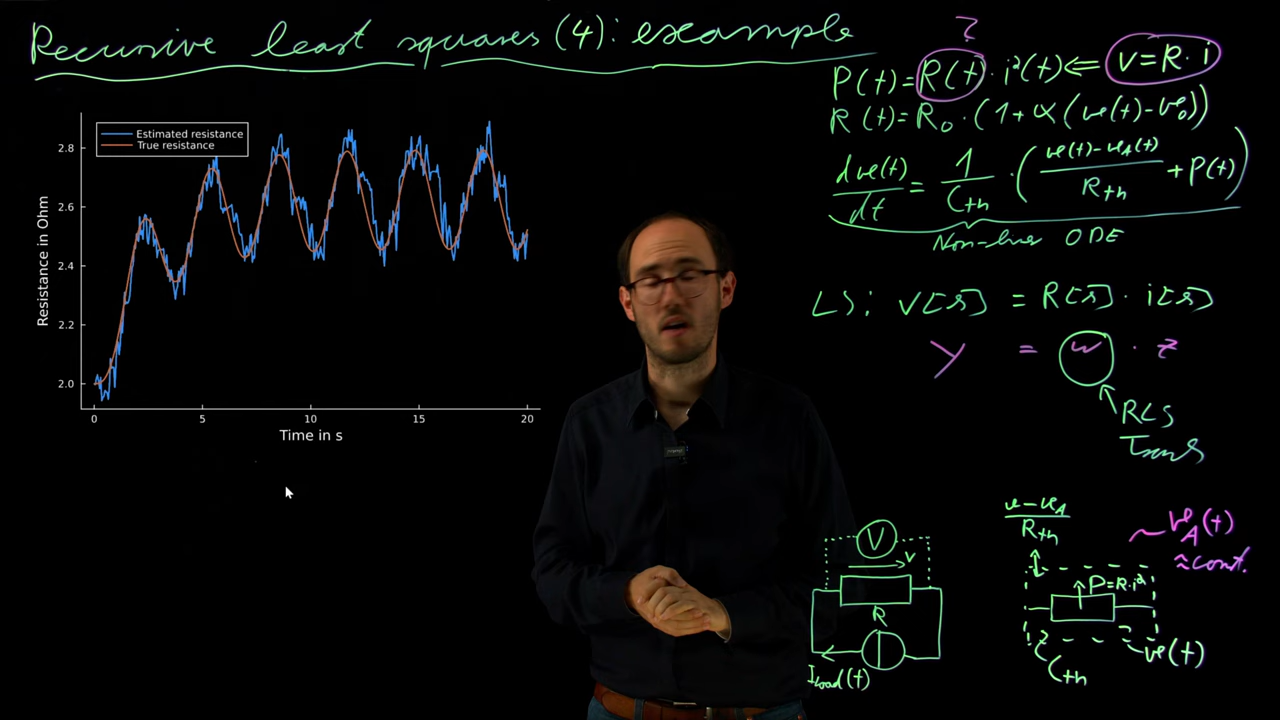 Recursive least squares (4): example
Estimated resistance
True resistance
2.8
2.6
2.4
2.2
2.0
Resistance in Ohm
0 5 10 15 20
Time in s
?
P(t) = R(t) · i²(t) ⇐ v = R · i
R(t) = R₀ · (1 + α (ϑ(t) − ϑ₀))
dϑ(t)/dt = 1/Cth · ((ϑ(t) − ϑA(t))/Rth + P(t))
ODE
LS: v[k] = R[k] · i[k]
y = w · z
RLS
V
v
R
Iload(t)
ϑ − ϑA
Rth
P = R·i²
Cth
ϑ(t)
~ ϑA(t)
≈ const.